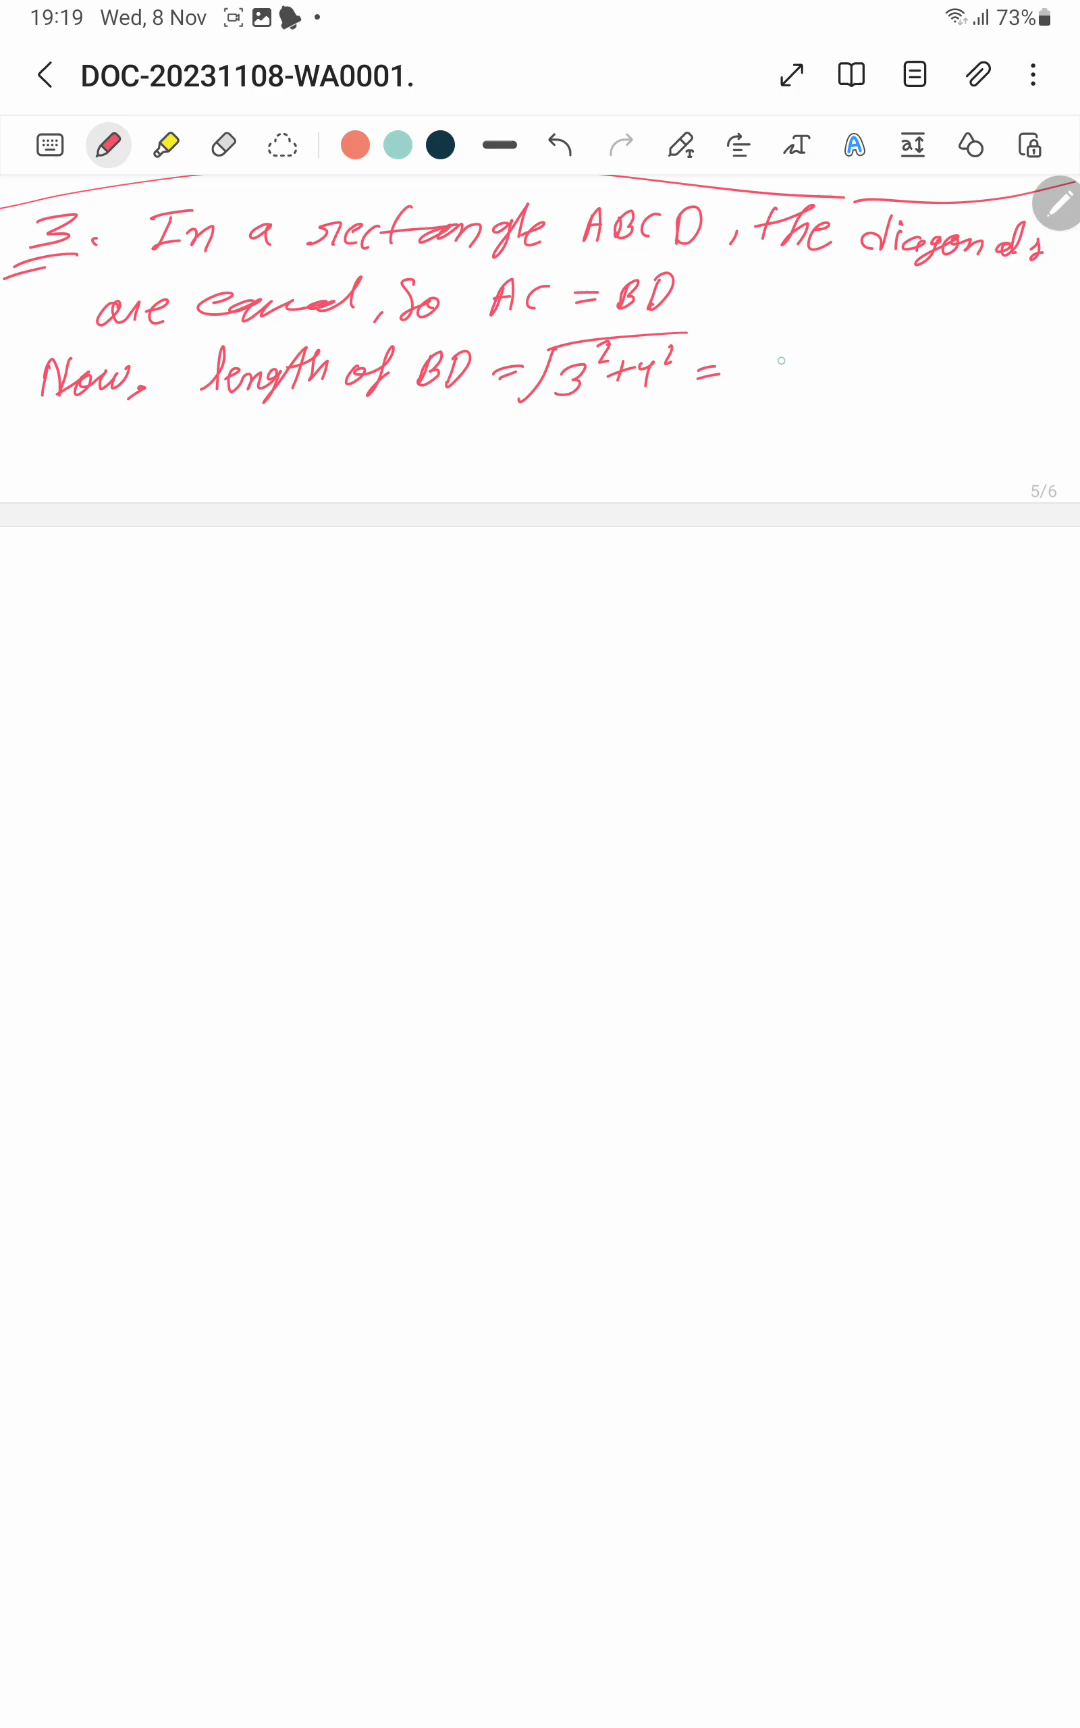 19:19 Wed, 8 Nov 73%
DOC-20231108-WA0001.
3. In a rectangle ABCD, the diagonals
are equal, So AC = BD
Now, length of BD = √3²+4² =
5/6